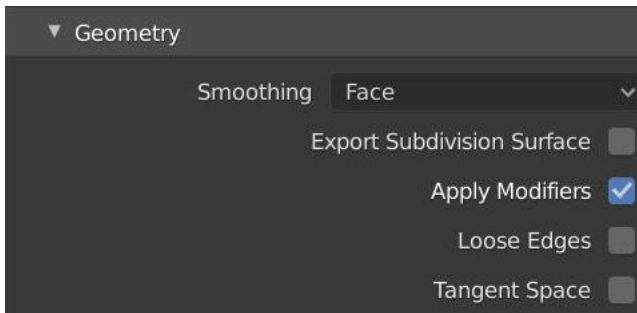 Geometry
Smoothing Face
Export Subdivision Surface
Apply Modifiers
Loose Edges
Tangent Space